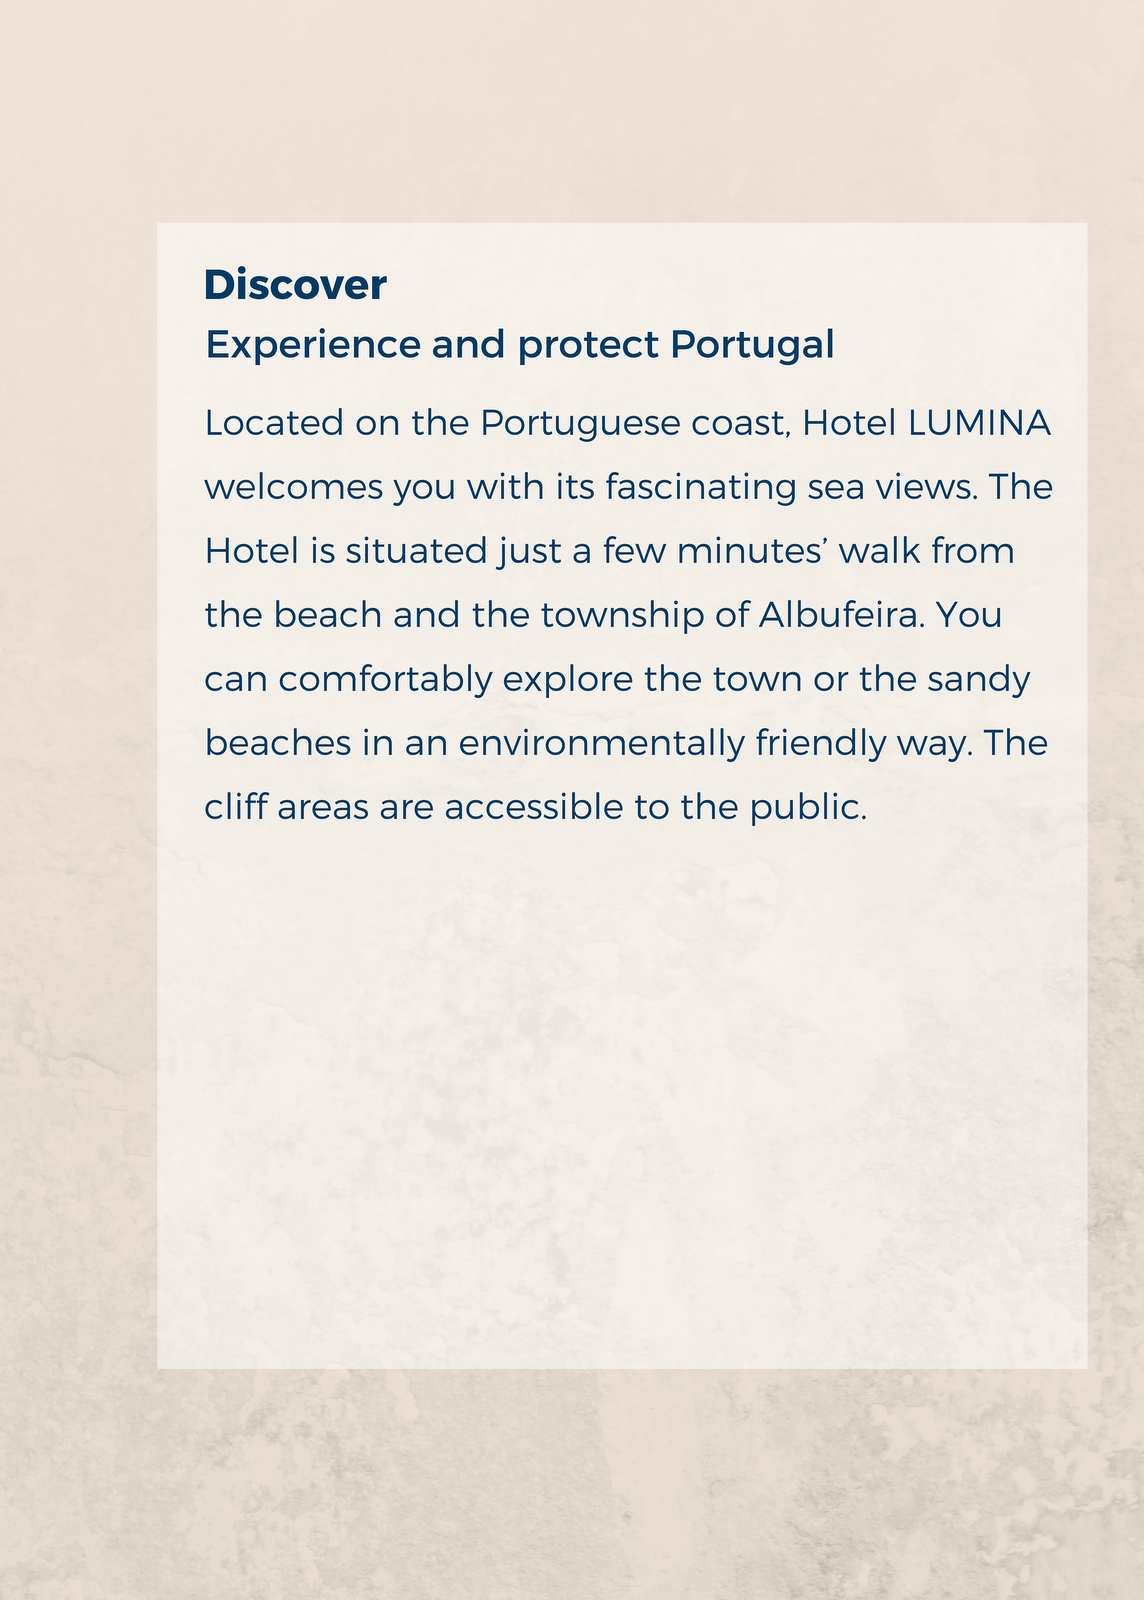 Discover
Experience and protect Portugal
Located on the Portuguese coast, Hotel LUMINA
welcomes you with its fascinating sea views. The
Hotel is situated just a few minutes’ walk from
the beach and the township of Albufeira. You
can comfortably explore the town or the sandy
beaches in an environmentally friendly way. The
cliff areas are accessible to the public.